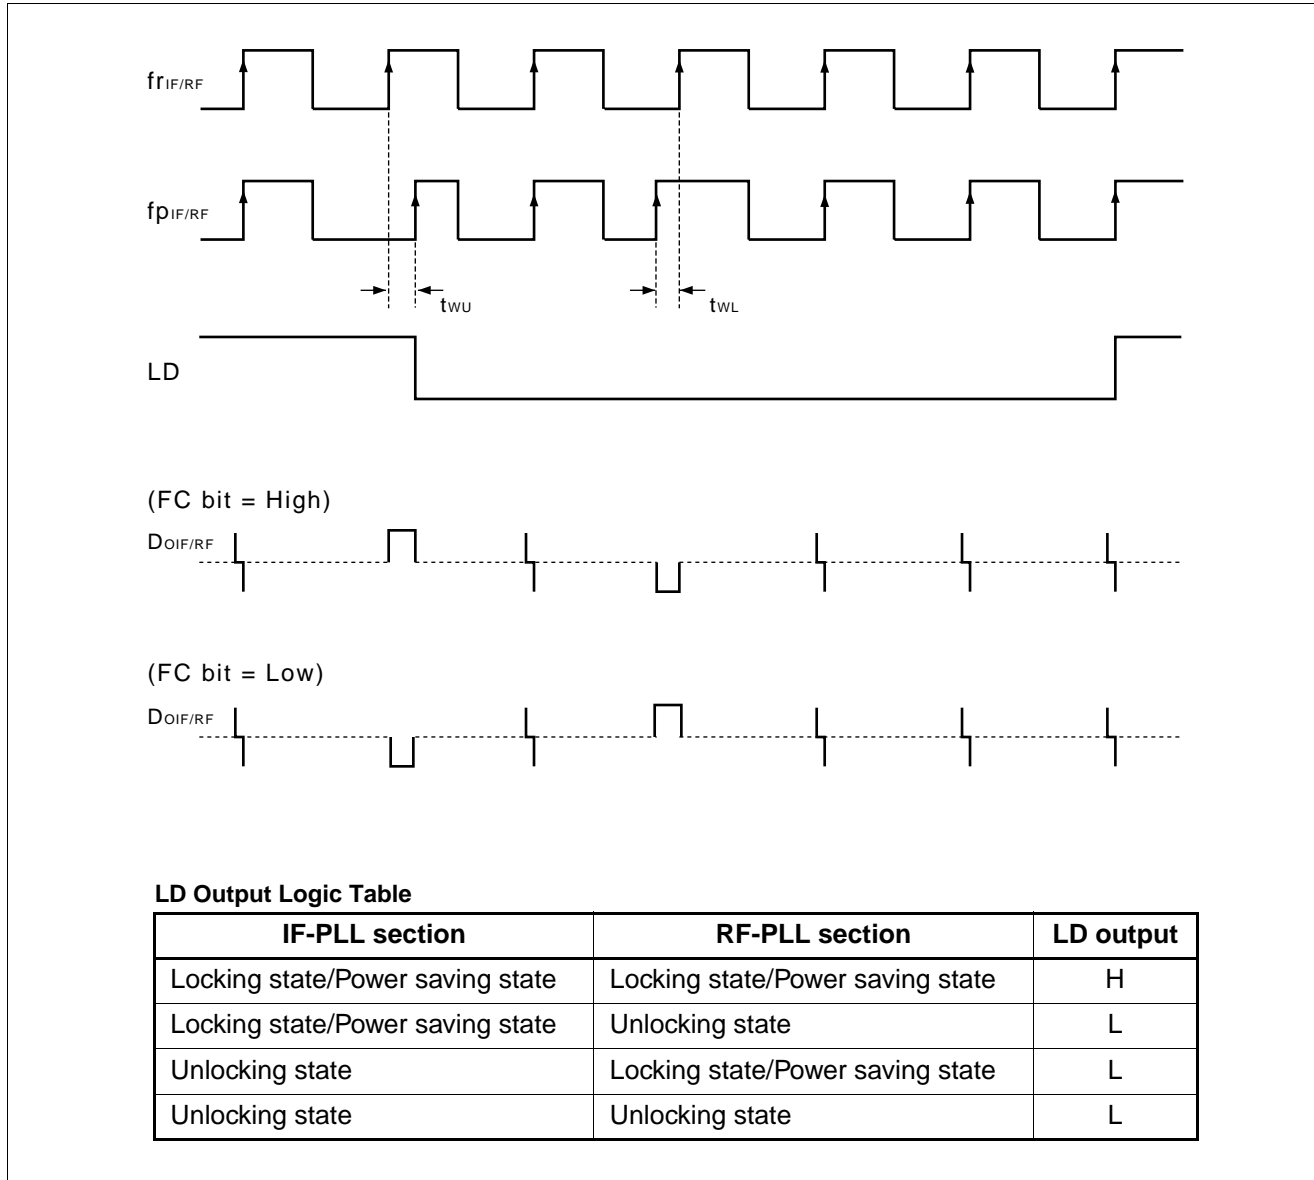 frIF/RF
fpIF/RF
tWU
tWL
LD
(FC bit = High)
DOIF/RF
(FC bit = Low)
DOIF/RF
LD Output Logic Table
IF-PLL section RF-PLL section LD output
Locking state/Power saving state Locking state/Power saving state H
Locking state/Power saving state Unlocking state L
Unlocking state Locking state/Power saving state L
Unlocking state Unlocking state L